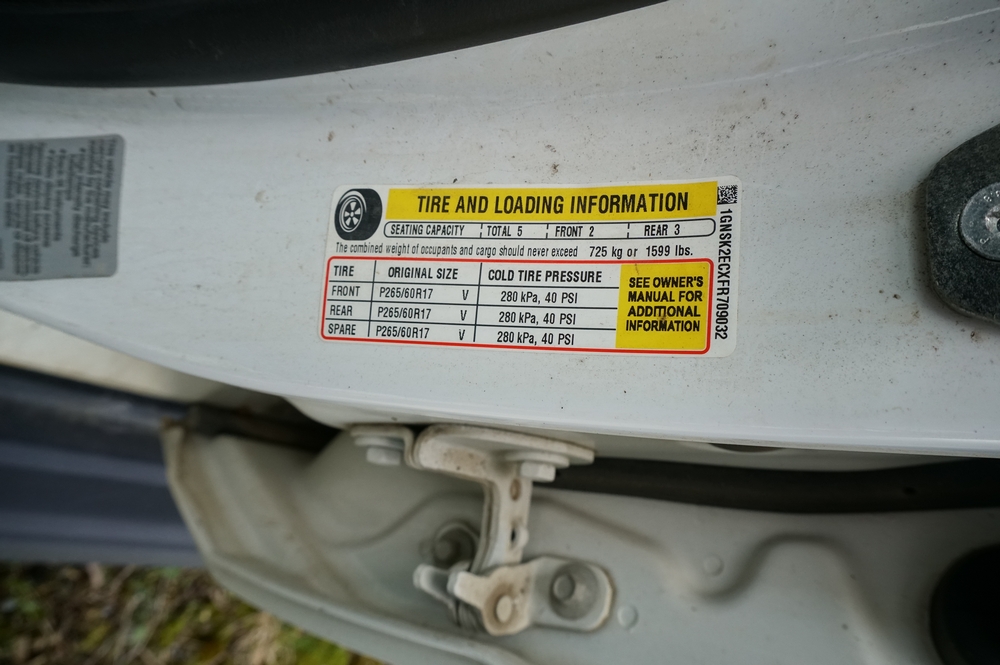 TIRE AND LOADING INFORMATION
SEATING CAPACITY TOTAL 5 FRONT 2 REAR 3
The combined weight of occupants and cargo should never exceed 725 kg or 1599 lbs.
TIRE ORIGINAL SIZE COLD TIRE PRESSURE
FRONT P265/60R17 V 280 kPa, 40 PSI
REAR P265/60R17 V 280 kPa, 40 PSI
SPARE P265/60R17 V 280 kPa, 40 PSI
SEE OWNER'S
MANUAL FOR
ADDITIONAL
INFORMATION
1GNSK2ECXFR709032